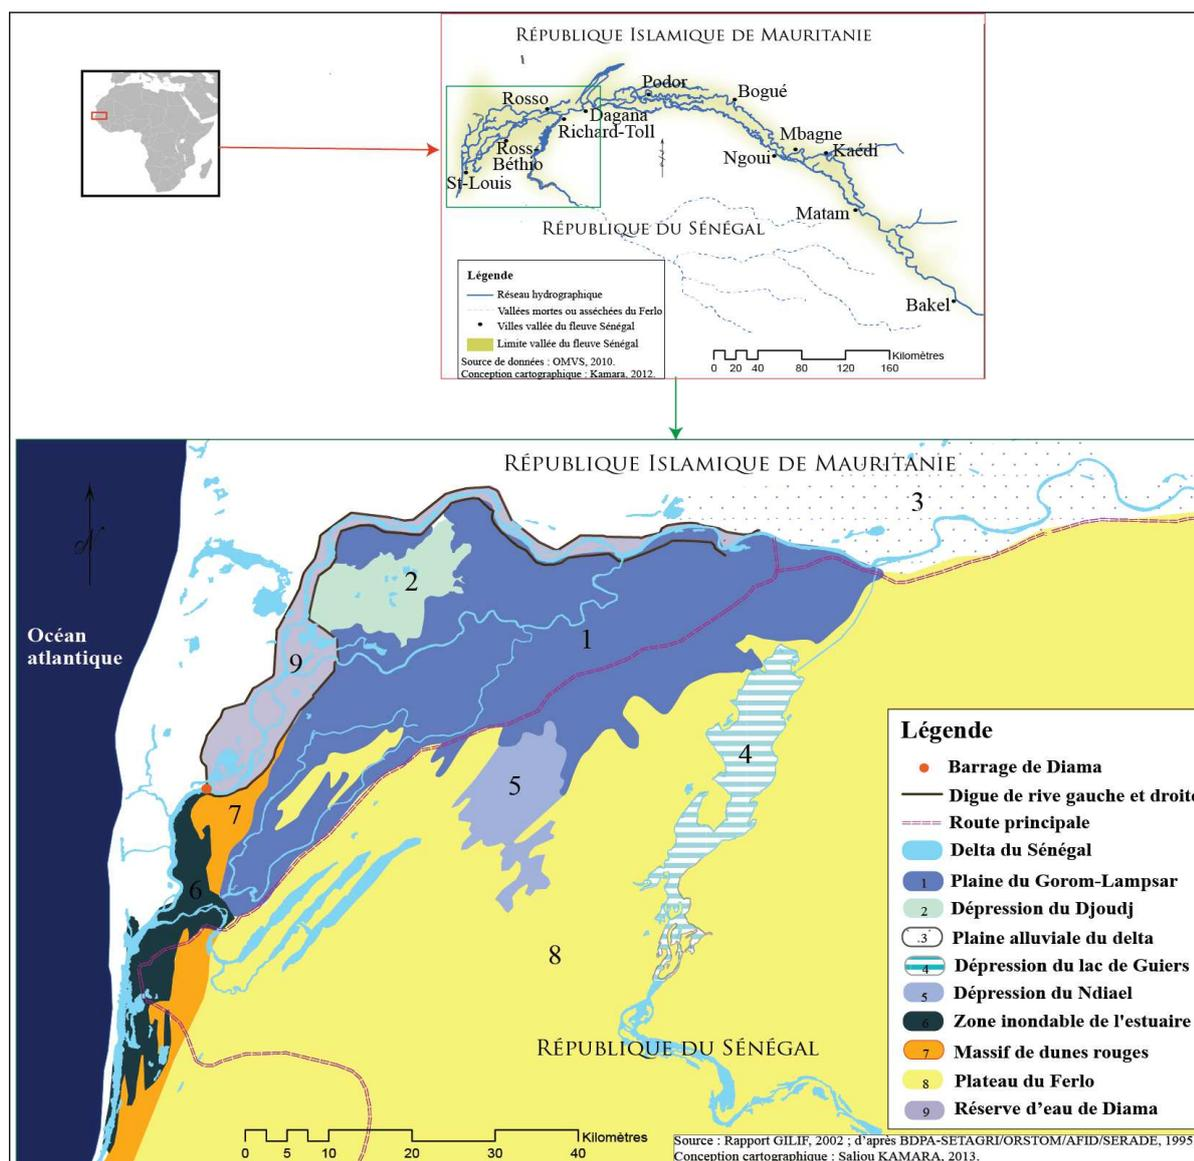 RÉPUBLIQUE ISLAMIQUE DE MAURITANIE
Podor
Bogué
Rosso
Dagana
Richard-Toll
Mbagne
Ross-
Béthio
Ngoui
Kaédi
St-Louis
Matam
RÉPUBLIQUE DU SÉNÉGAL
Bakel
Légende
Réseau hydrographique
Vallées mortes ou asséchées du Ferlo
Villes vallée du fleuve Sénégal
Limite vallée du fleuve Sénégal
Source de données : OMVS, 2010.
Conception cartographique : Kamara, 2012.
Kilomètres
0 20 40 80 120 160
RÉPUBLIQUE ISLAMIQUE DE MAURITANIE
3
N
2
Océan
atlantique
1
9
4
5
7
6
8
RÉPUBLIQUE DU SÉNÉGAL
Légende
Barrage de Diama
Digue de rive gauche et droite
Route principale
Delta du Sénégal
1 Plaine du Gorom-Lampsar
2 Dépression du Djoudj
3 Plaine alluviale du delta
4 Dépression du lac de Guiers
5 Dépression du Ndiael
6 Zone inondable de l'estuaire
7 Massif de dunes rouges
8 Plateau du Ferlo
9 Réserve d'eau de Diama
Kilomètres
0 5 10 20 30 40
Source : Rapport GILIF, 2002 ; d'après BDPA-SETAGRI/ORSTOM/AFID/SERADE, 1995
Conception cartographique : Saliou KAMARA, 2013.